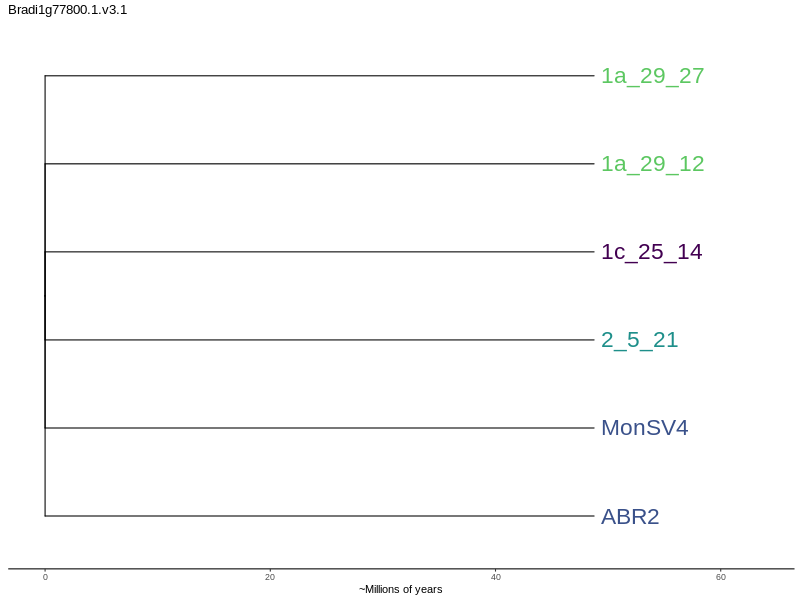 Bradi1g77800.1.v3.1
1a_29_27
1a_29_12
1c_25_14
2_5_21
MonSV4
ABR2
0 20 40 60
~Millions of years